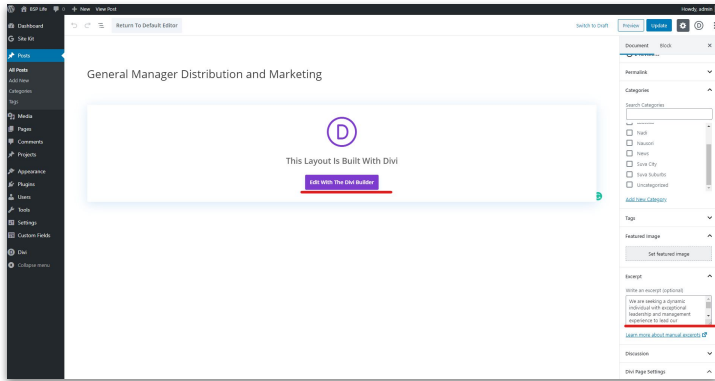 BSP Life
0
New
View Post
Howdy, admin
Dashboard
Site Kit
Posts
All Posts
Add New
Categories
Tags
Media
Pages
Comments
Projects
Appearance
Plugins
Users
Tools
Settings
Custom Fields
Divi
Collapse menu
Return To Default Editor
Switch to Draft
Preview
Update
General Manager Distribution and Marketing
D
This Layout Is Built With Divi
Edit With The Divi Builder
Document
Block
Permalink
Categories
Search Categories
Nadi
Nausori
News
Suva City
Suva Suburbs
Uncategorized
Add New Category
Tags
Featured Image
Set featured image
Excerpt
Write an excerpt (optional)
We are seeking a dynamic
individual with exceptional
leadership and management
experience to lead our
Learn more about manual excerpts
Discussion
Divi Page Settings